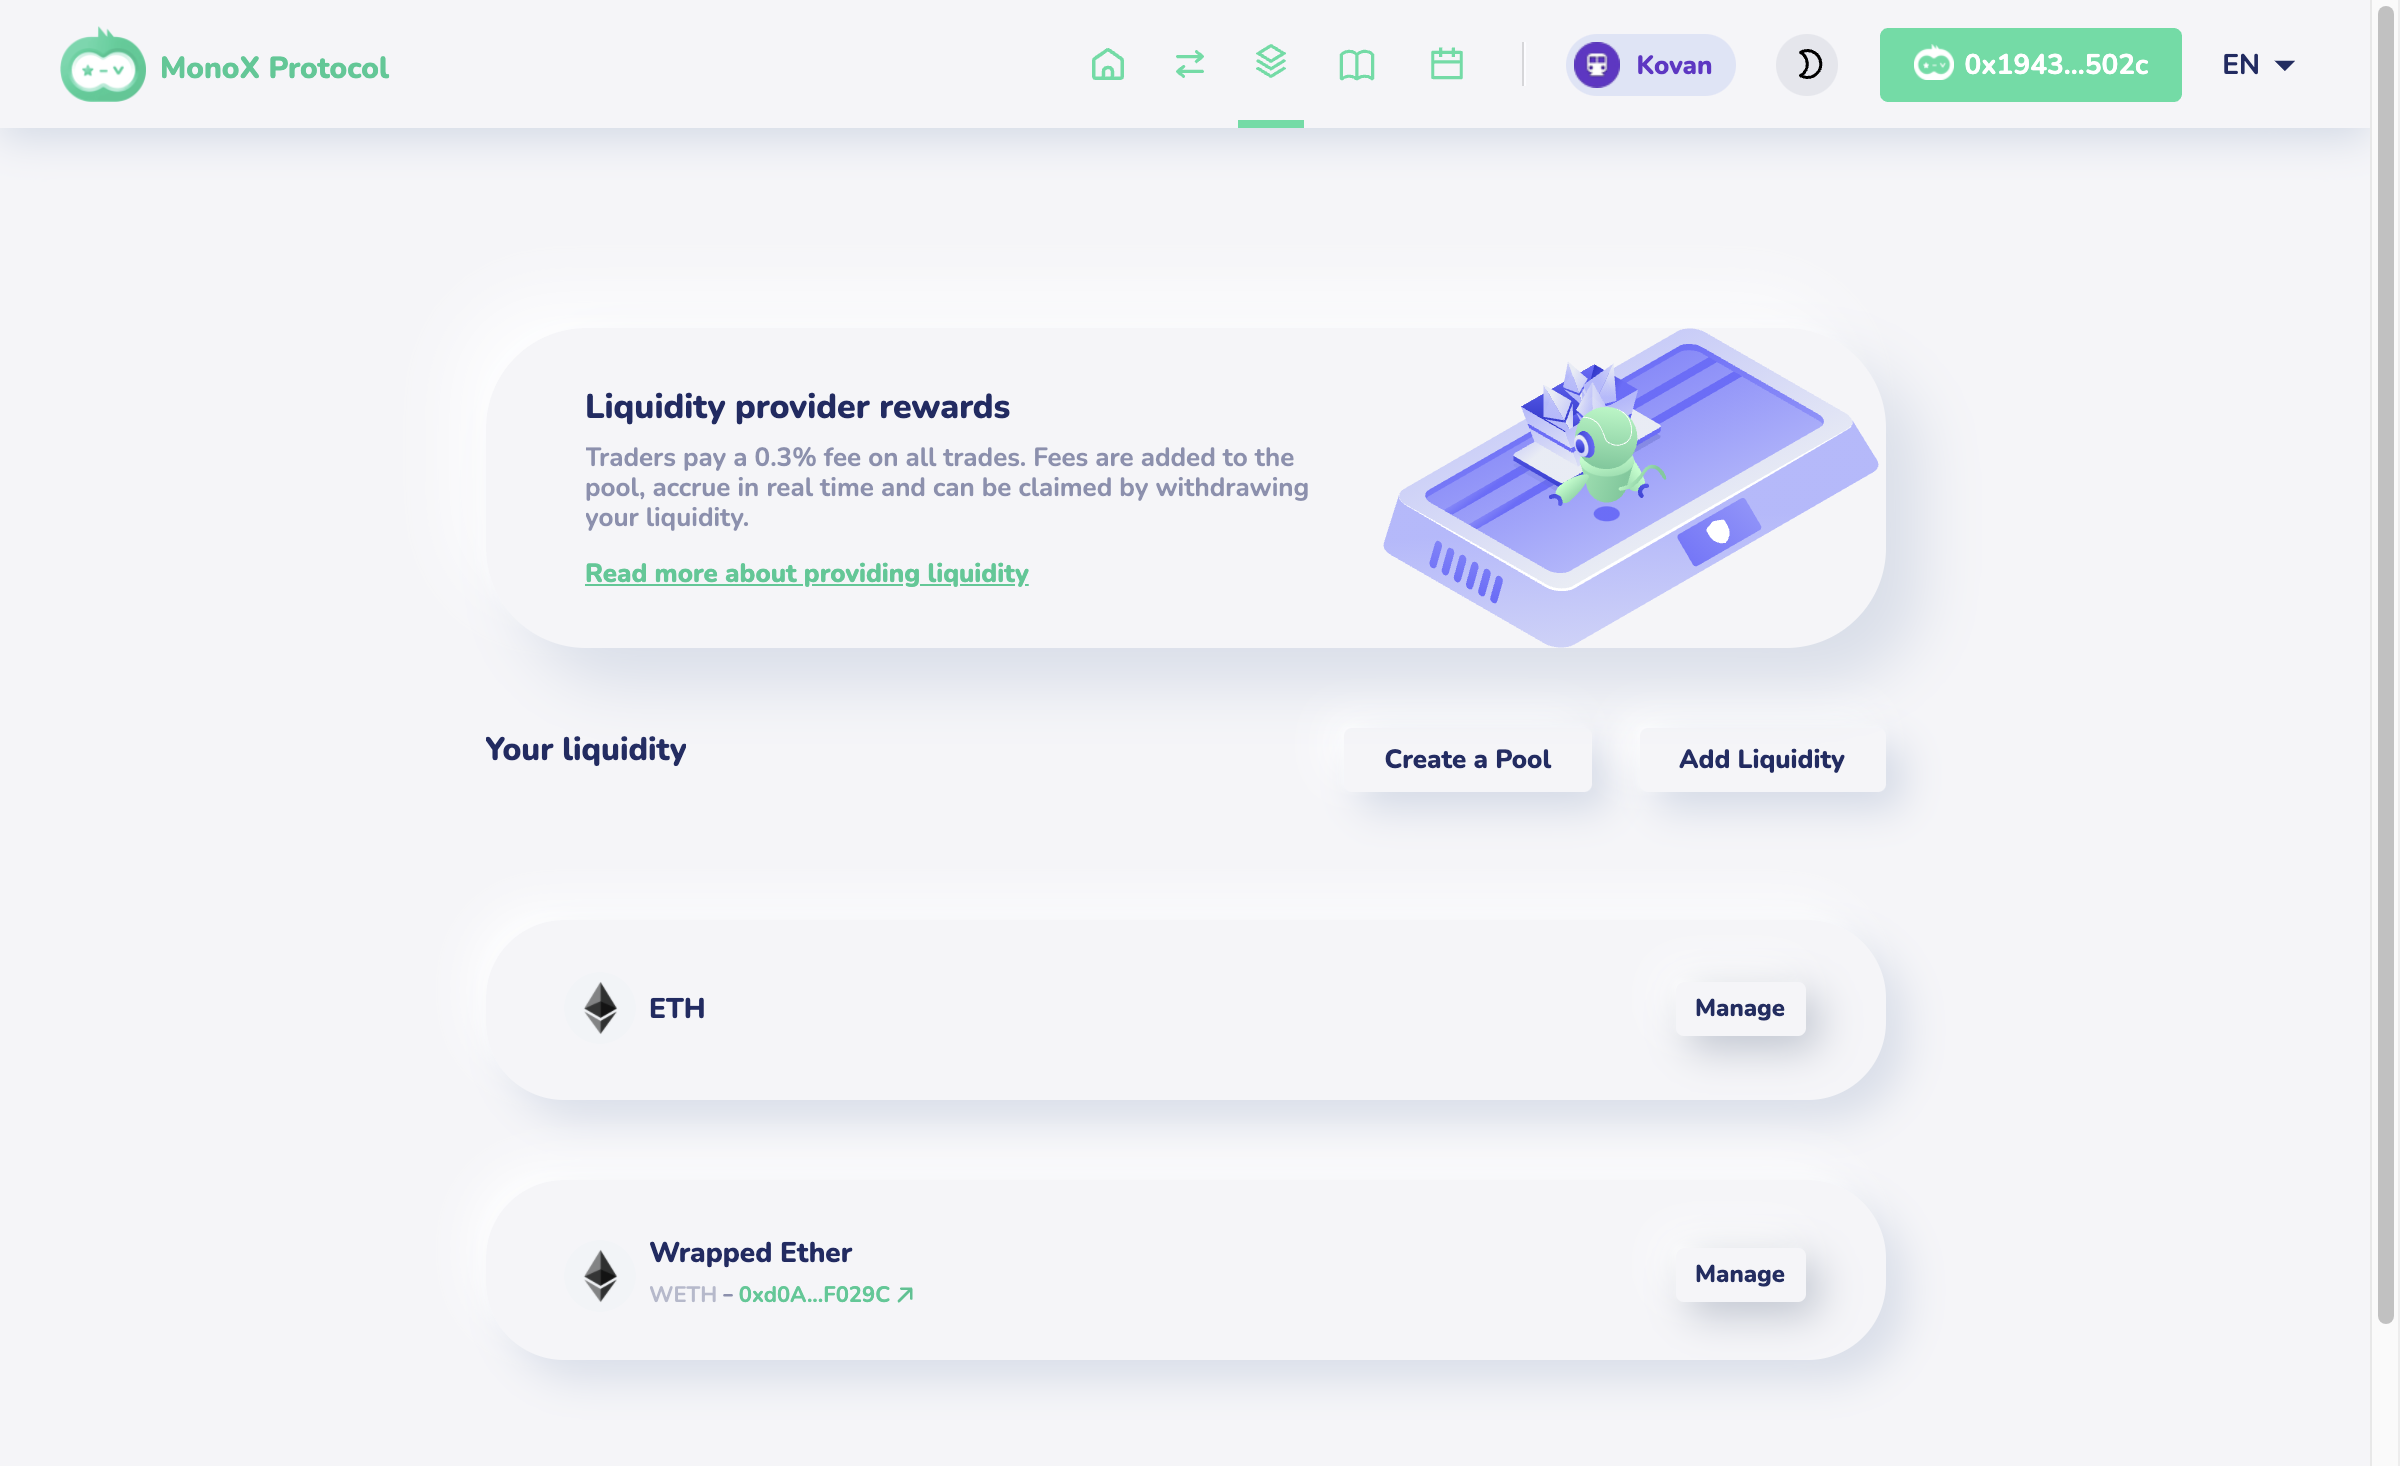 MonoX Protocol
Kovan
0x1943...502c
EN
Liquidity provider rewards
Traders pay a 0.3% fee on all trades. Fees are added to the
pool, accrue in real time and can be claimed by withdrawing
your liquidity.
Read more about providing liquidity
Your liquidity
Create a Pool
Add Liquidity
ETH
Manage
Wrapped Ether
WETH – 0xd0A...F029C
Manage